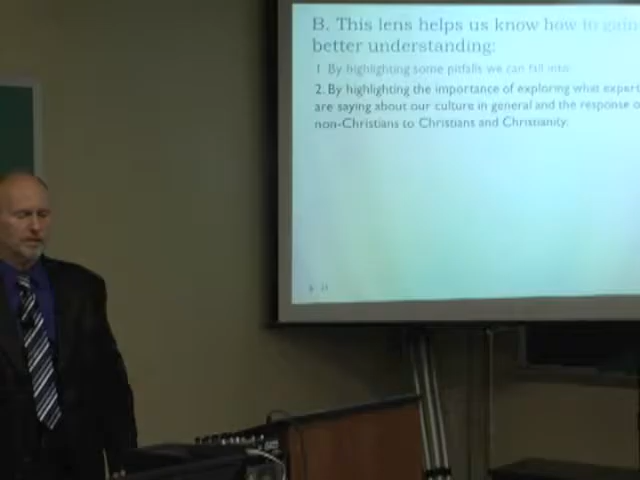 B. This lens helps us know how to gain
better understanding:
1. By highlighting some pitfalls we can fall into
2. By highlighting the importance of exploring what expert
are saying about our culture in general and the response o
non-Christians to Christians and Christianity.